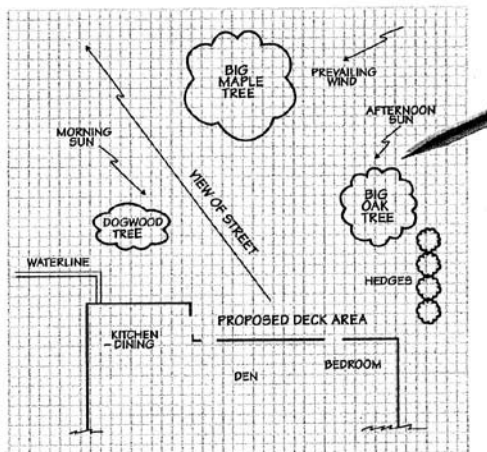 BIG
MAPLE
TREE
PREVAILING
WIND
AFTERNOON
SUN
MORNING
SUN
VIEW OF STREET
BIG
OAK
TREE
DOGWOOD
TREE
WATERLINE
HEDGES
PROPOSED DECK AREA
KITCHEN
-DINING
BEDROOM
DEN